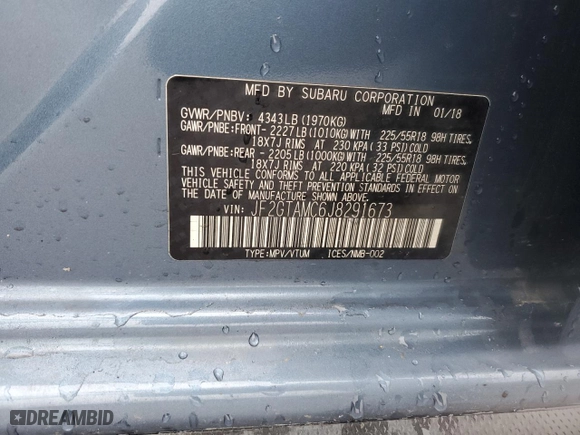 MFD BY SUBARU CORPORATION
MFD IN 01/18
GVWR/PNBV: 4343LB (1970KG)
GAWR/PNBE:FRONT- 2227LB(1010KG)WITH 225/55R18 98H TIRES.
18X7J RIMS AT 230 KPA ( 33 PSI)COLD
GAWR/PNBE:REAR - 2205LB(1000KG)WITH 225/55R18 98H TIRES.
18X7J RIMS AT 220 KPA ( 32 PSI)COLD
THIS VEHICLE CONFORMS TO ALL APPLICABLE FEDERAL MOTOR
VEHICLE SAFETY AND THEFT PREVENTION STANDARDS IN EFFECT
ON THE DATE OF MANUFACTURE SHOWN ABOVE.
VIN: JF2GTAMC6J8291673
TYPE:MPV/VTUM ICES/NMB-002
DREAMBID